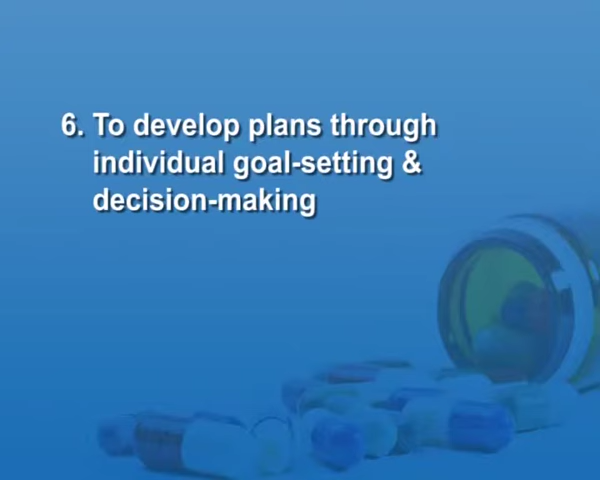 6. To develop plans through
individual goal-setting &
decision-making